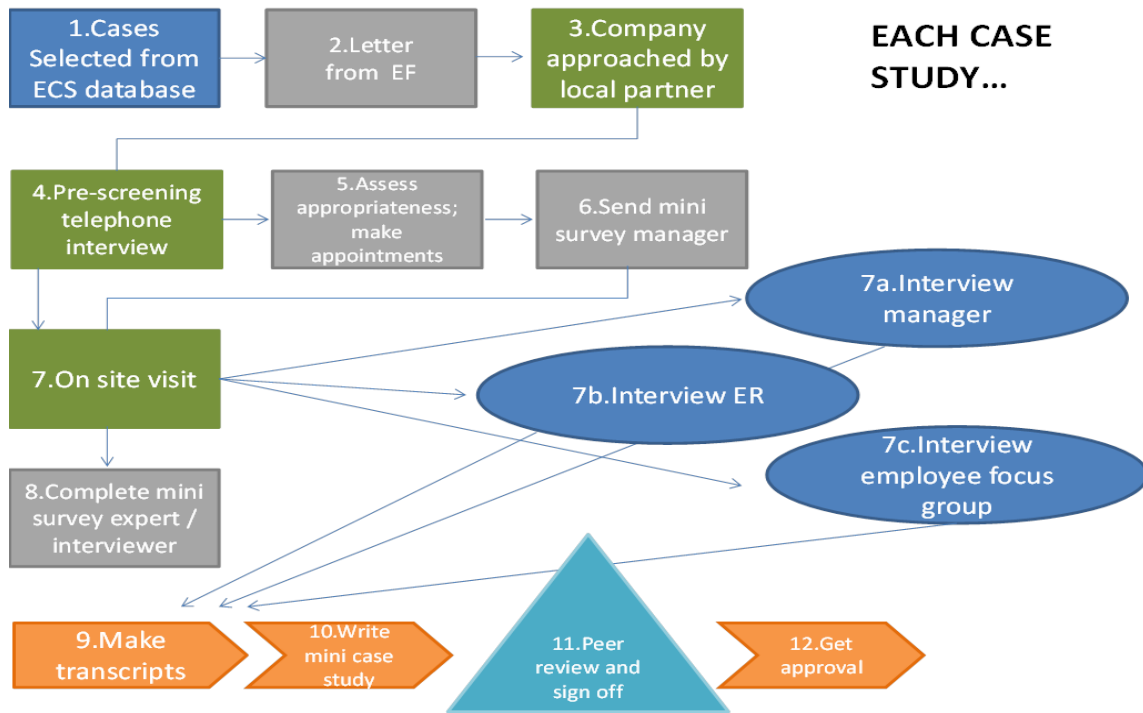 1.Cases
Selected from
ECS database
2.Letter
from EF
3.Company
approached by
local partner
EACH CASE
STUDY...
4.Pre-screening
telephone
interview
5.Assess
appropriateness;
make
appointments
6.Send mini
survey manager
7a.Interview
manager
7.On site visit
7b.Interview ER
7c.Interview
employee focus
group
8.Complete mini
survey expert /
interviewer
9.Make
transcripts
10.Write
mini case
study
11.Peer
review and
sign off
12.Get
approval